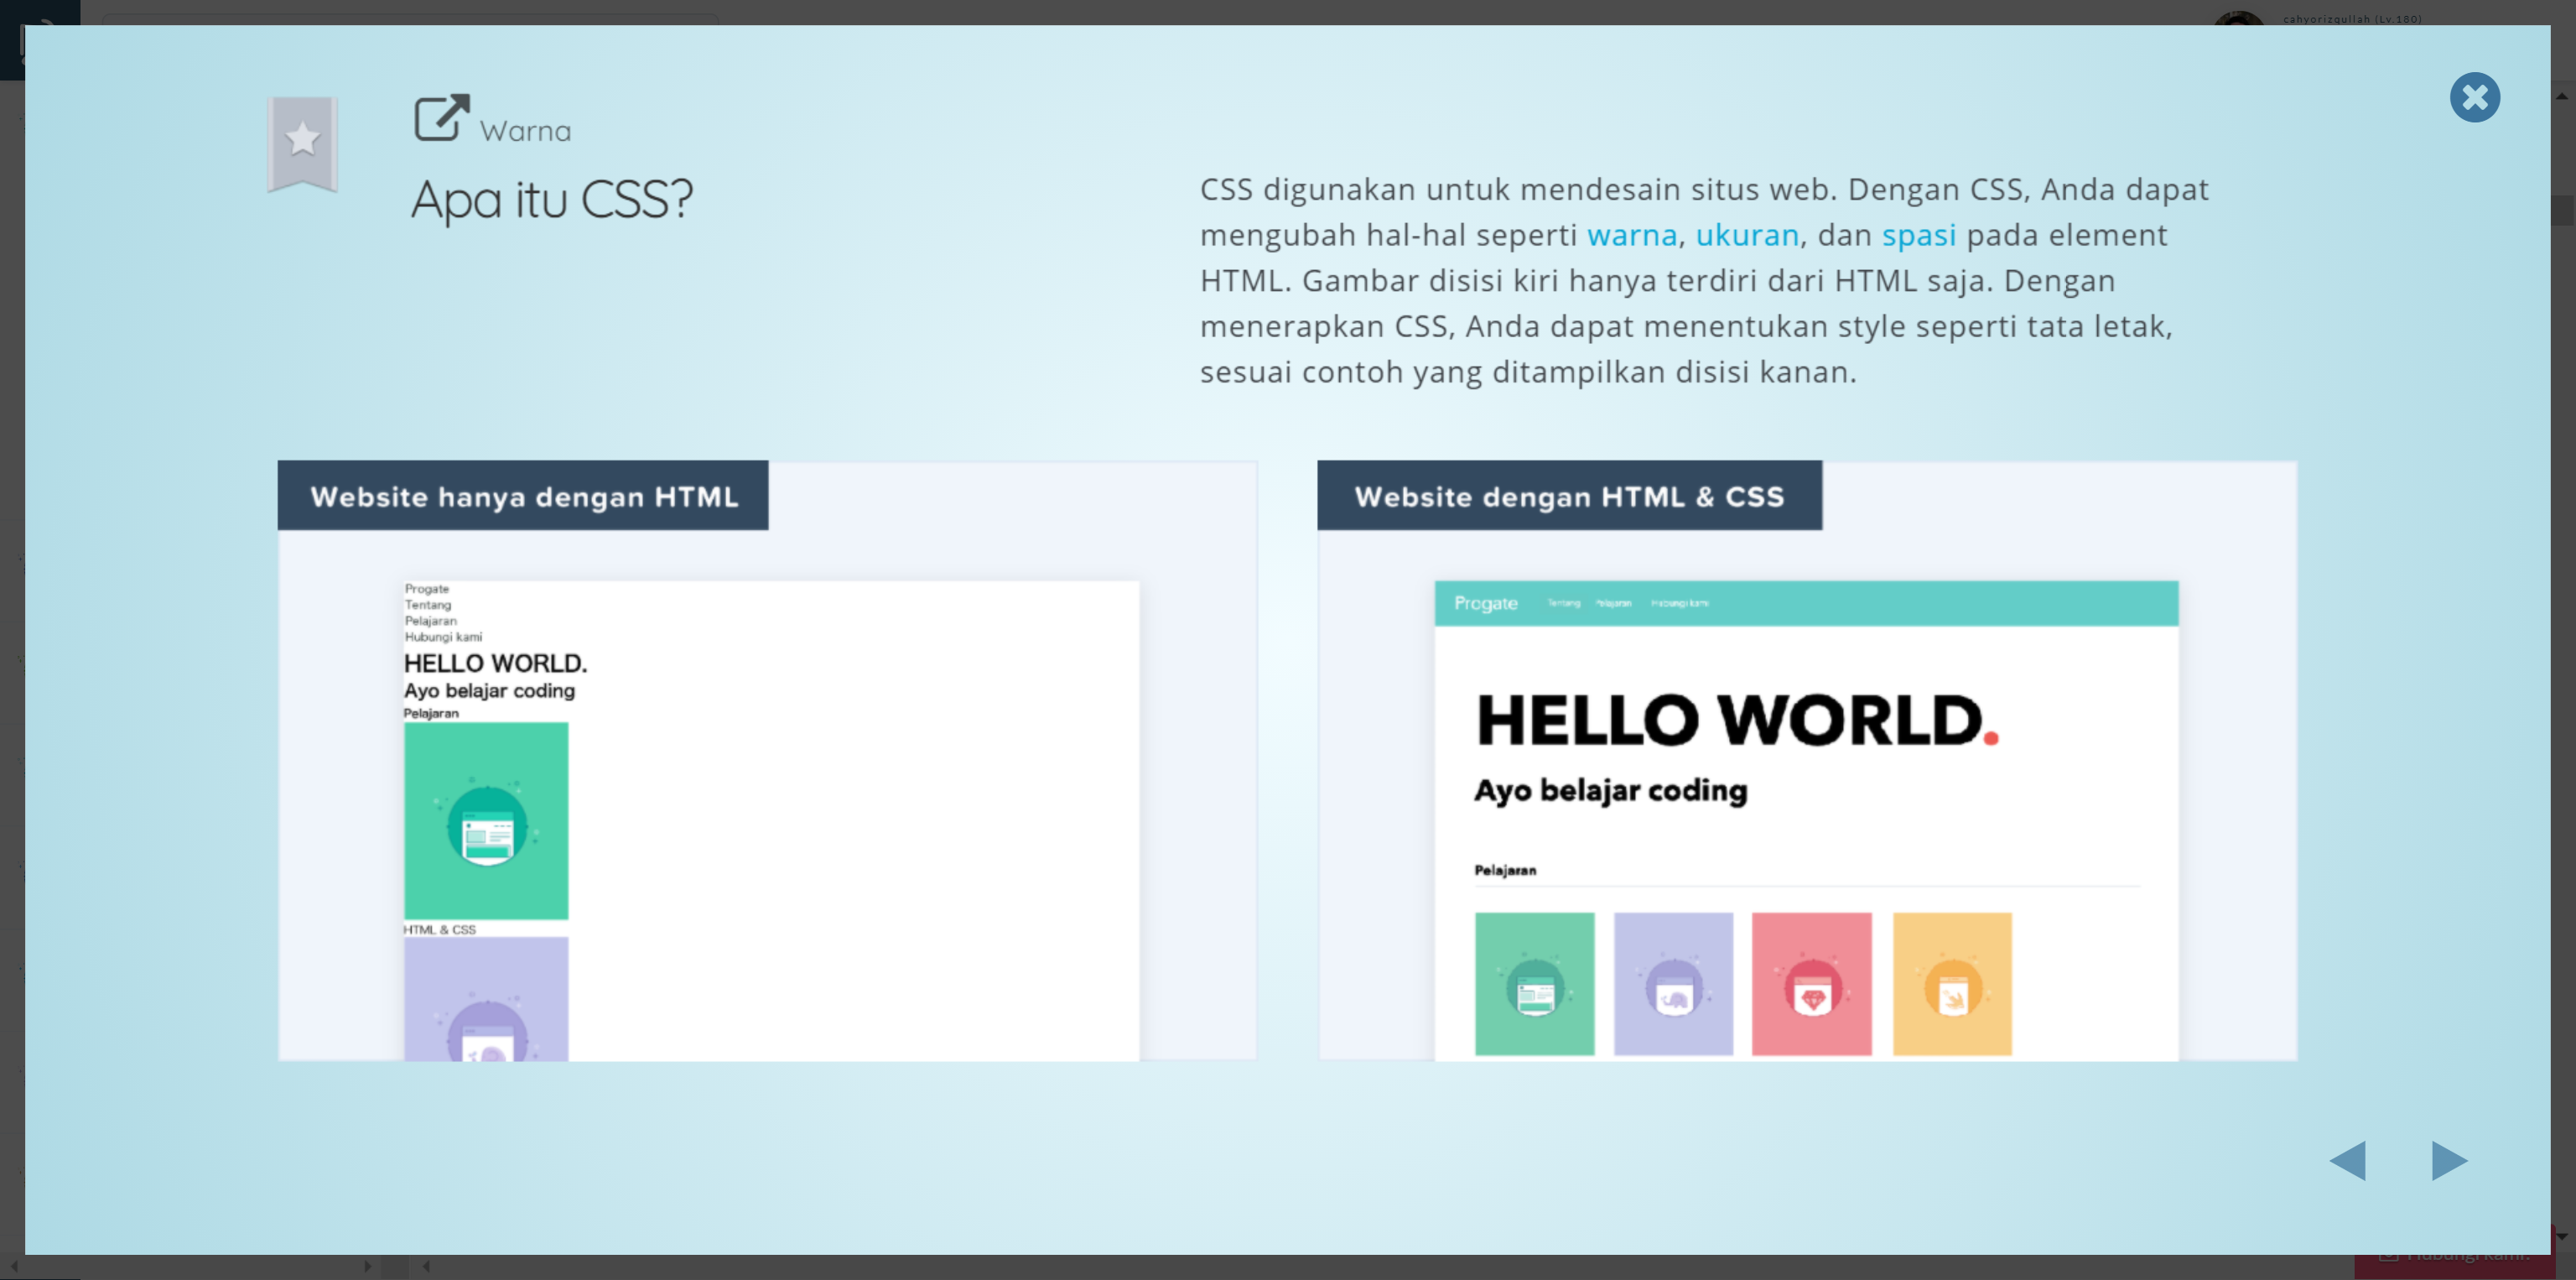 cahyorizqullah (Lv.180)
Warna
Apa itu CSS?
CSS digunakan untuk mendesain situs web. Dengan CSS, Anda dapat
mengubah hal-hal seperti warna, ukuran, dan spasi pada element
HTML. Gambar disisi kiri hanya terdiri dari HTML saja. Dengan
menerapkan CSS, Anda dapat menentukan style seperti tata letak,
sesuai contoh yang ditampilkan disisi kanan.
Website hanya dengan HTML
Progate
Tentang
Pelajaran
Hubungi kami
HELLO WORLD.
Ayo belajar coding
Pelajaran
HTML & CSS
Website dengan HTML & CSS
Progate Tentang Pelajaran Hubungi kami
HELLO WORLD.
Ayo belajar coding
Pelajaran
Hubungi kami.